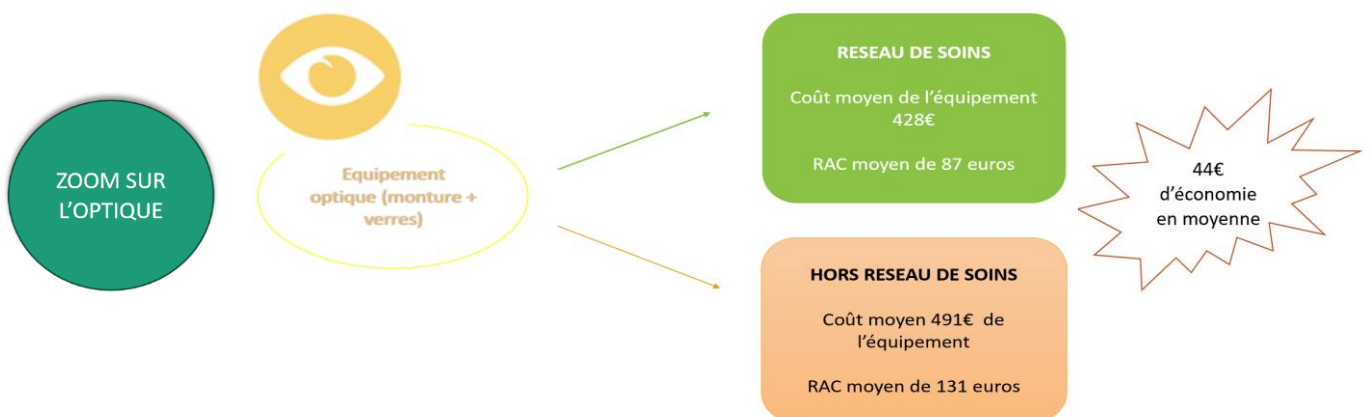 ZOOM SUR
L’OPTIQUE
Equipement
optique (monture +
verres)
RESEAU DE SOINS
Coût moyen de l’équipement
428€
RAC moyen de 87 euros
HORS RESEAU DE SOINS
Coût moyen 491€ de
l’équipement
RAC moyen de 131 euros
44€
d’économie
en moyenne